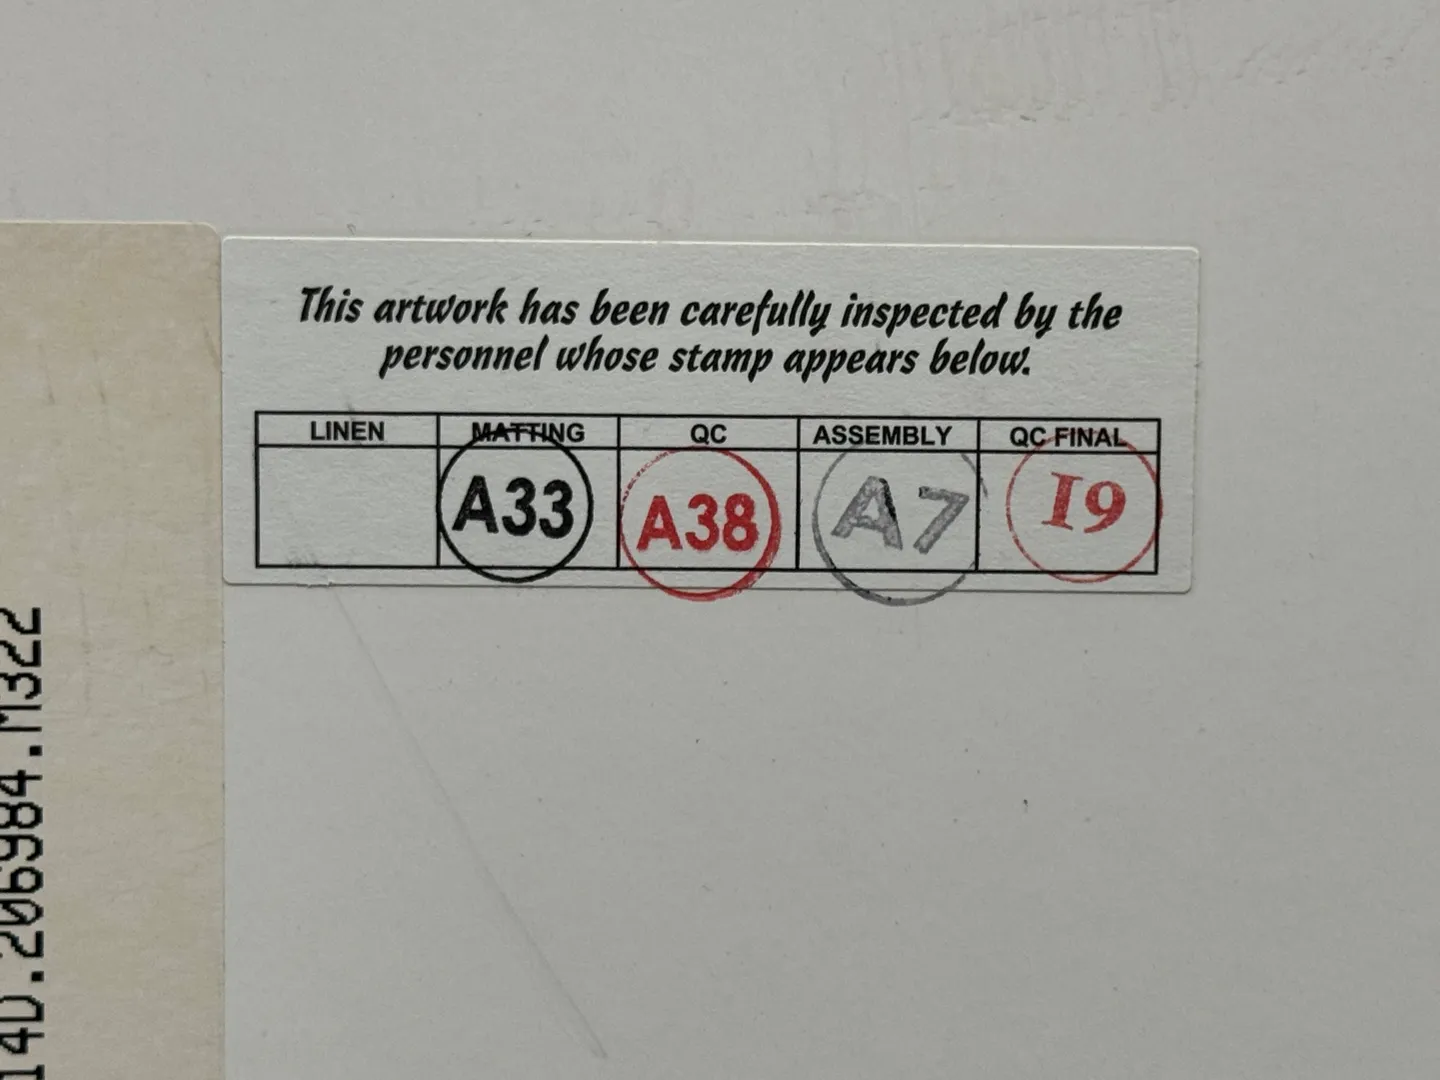 This artwork has been carefully inspected by the
personnel whose stamp appears below.
LINEN MATTING QC ASSEMBLY QC FINAL
A33 A38 A7 I9
14D.206984.M322